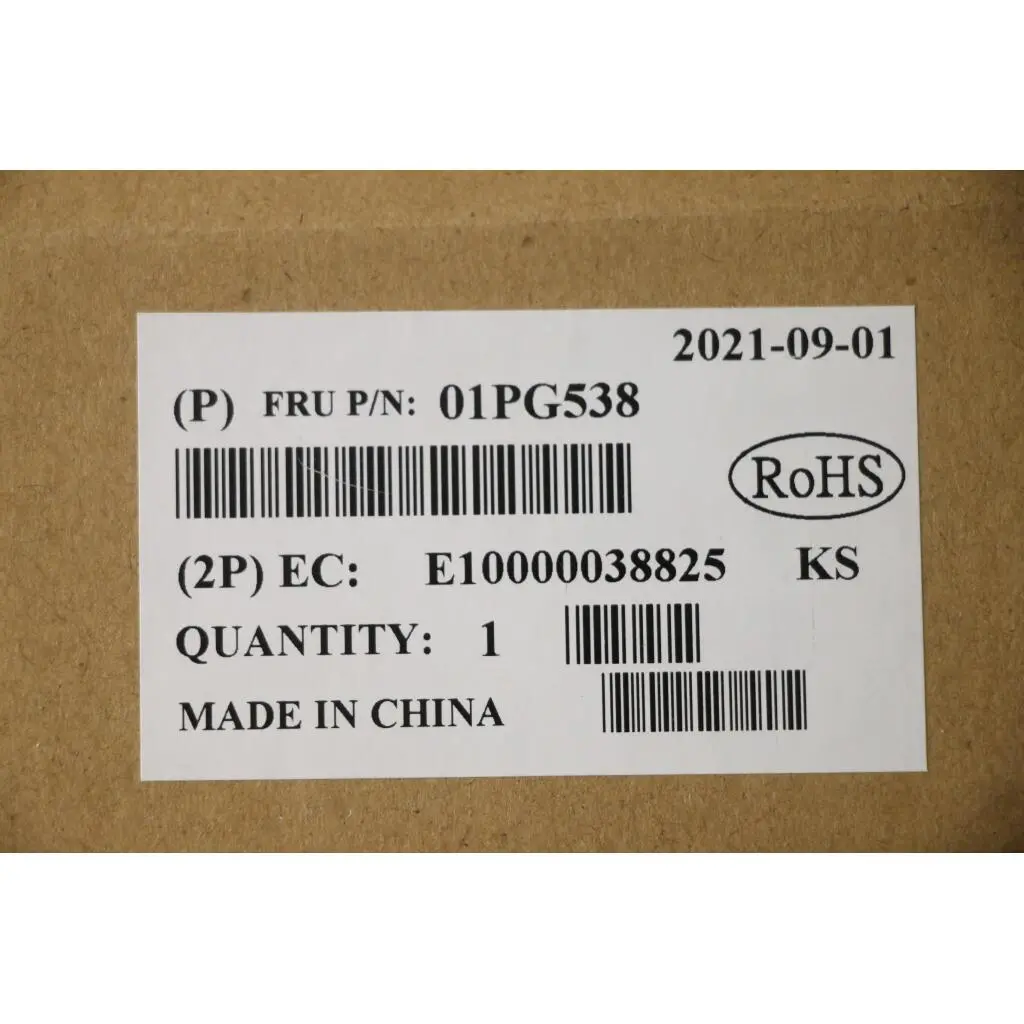 2021-09-01
(P) FRU P/N: 01PG538
RoHS
(2P) EC: E10000038825 KS
QUANTITY: 1
MADE IN CHINA